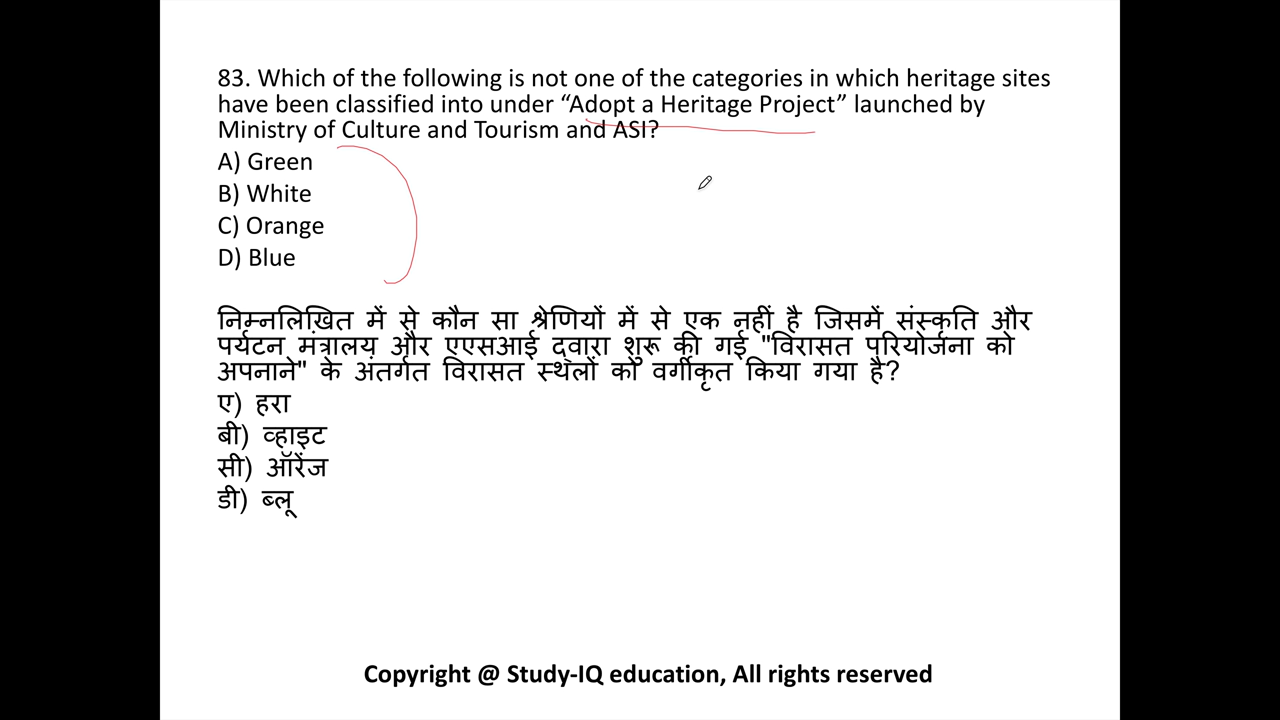 83. Which of the following is not one of the categories in which heritage sites
have been classified into under “Adopt a Heritage Project” launched by
Ministry of Culture and Tourism and ASI?
A) Green
B) White
C) Orange
D) Blue
निम्नलिखित में से कौन सा श्रेणियों में से एक नहीं है जिसमें संस्कृति और
पर्यटन मंत्रालय और एएसआई द्वारा शुरू की गई "विरासत परियोजना को
अपनाने" के अंतर्गत विरासत स्थलों को वर्गीकृत किया गया है?
ए) हरा
बी) व्हाइट
सी) ऑरेंज
डी) ब्लू
Copyright @ Study-IQ education, All rights reserved